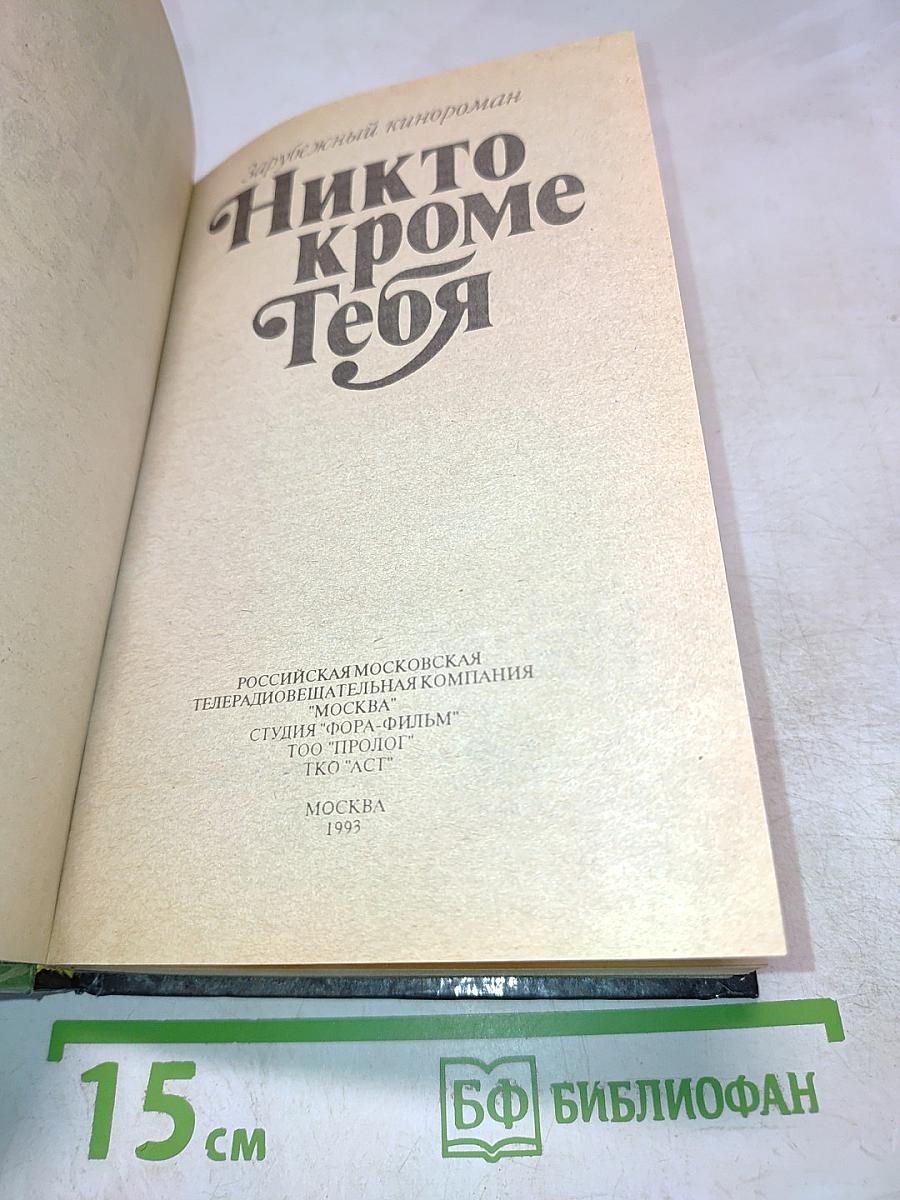 Зарубежный кинороман
Никто
кроме
Тебя
РОССИЙСКАЯ МОСКОВСКАЯ
ТЕЛЕРАДИОВЕЩАТЕЛЬНАЯ КОМПАНИЯ
"МОСКВА"
СТУДИЯ "ФОРА-ФИЛЬМ"
ТОО "ПРОЛОГ"
ТКО "АСТ"
МОСКВА
1993
15 см
БФ БИБЛИОФАН